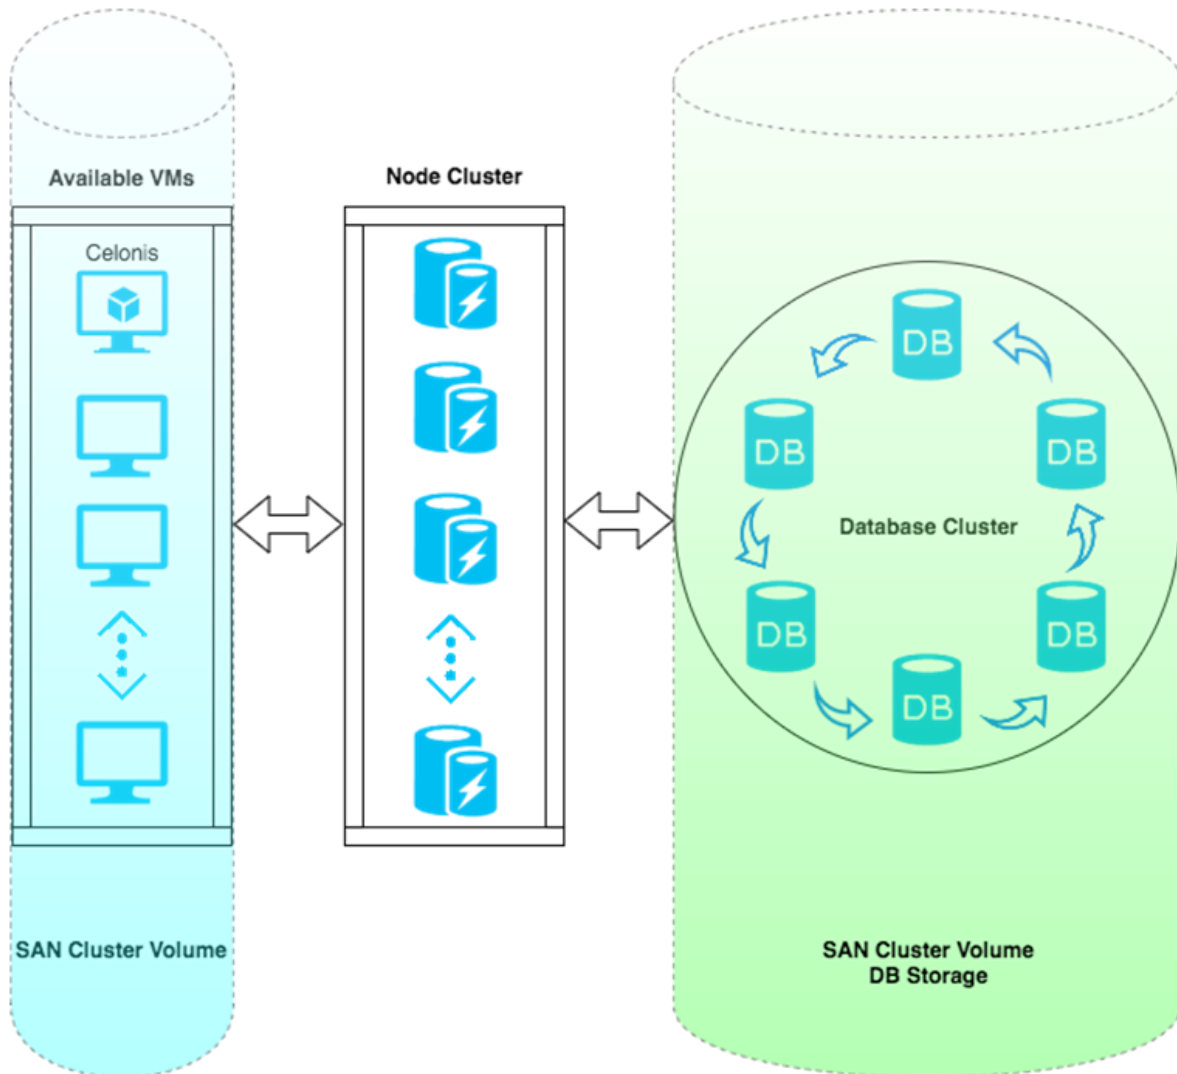 Available VMs
Celonis
SAN Cluster Volume
Node Cluster
DB
DB
DB
Database Cluster
DB
DB
DB
SAN Cluster Volume
DB Storage